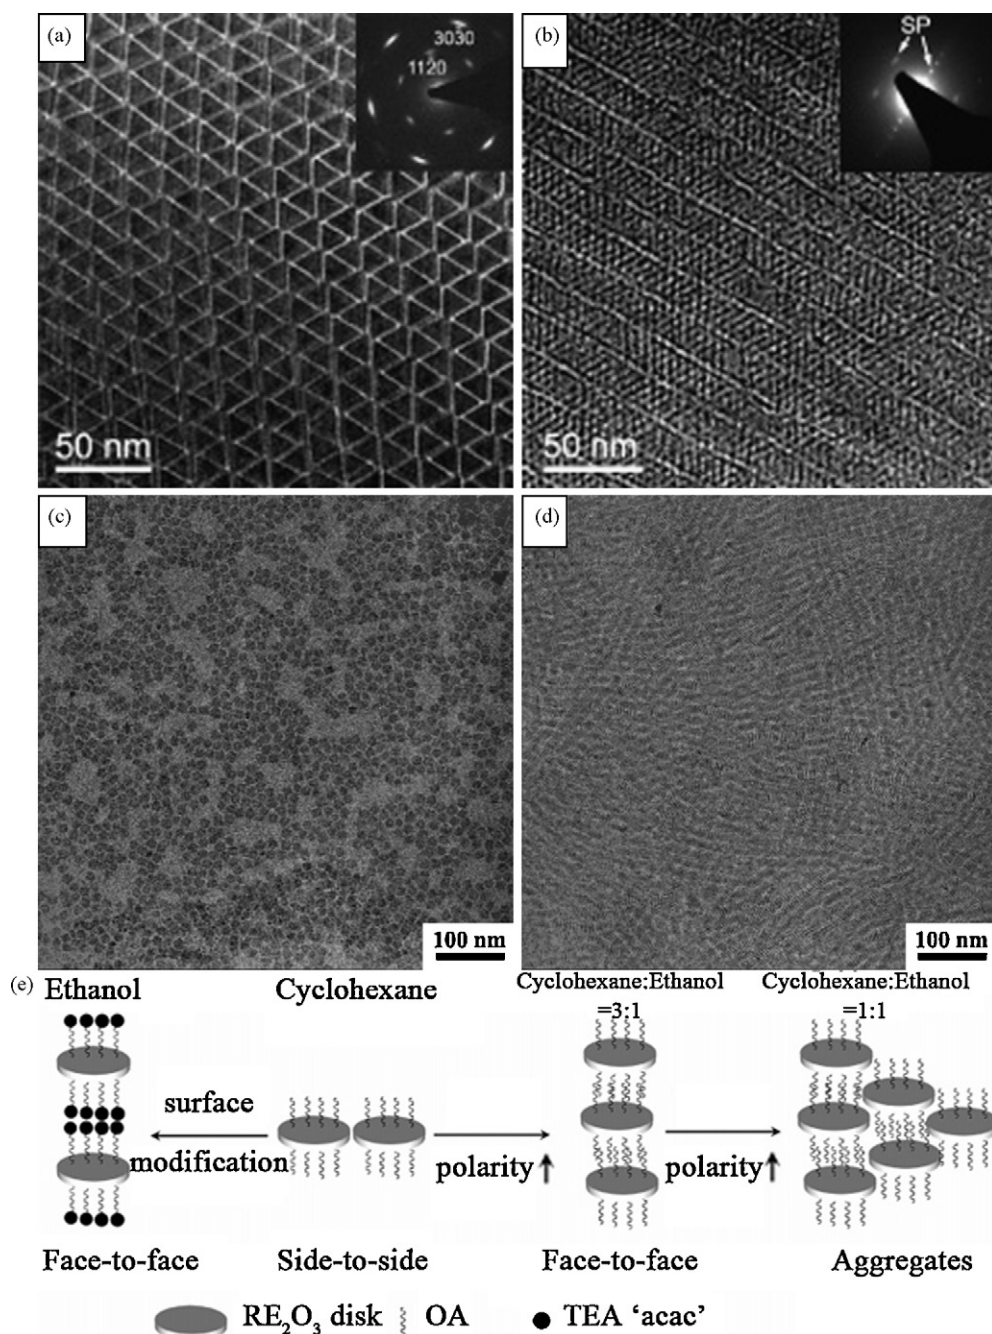 (a)
3030
1120
50 nm
(b)
SP
50 nm
(c)
100 nm
(d)
100 nm
(e) Ethanol Cyclohexane Cyclohexane:Ethanol Cyclohexane:Ethanol
=3:1 =1:1
surface
modification polarity polarity
Face-to-face Side-to-side Face-to-face Aggregates
RE₂O₃ disk OA TEA ‘acac’